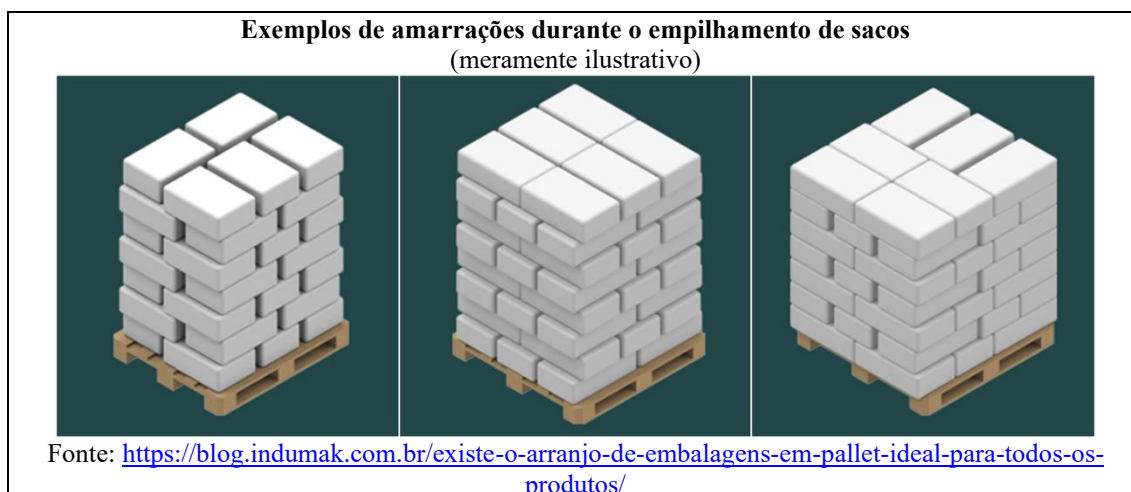 Exemplos de amarrações durante o empilhamento de sacos
(meramente ilustrativo)
Fonte: https://blog.indumak.com.br/existe-o-arranjo-de-embalagens-em-pallet-ideal-para-todos-os-
produtos/